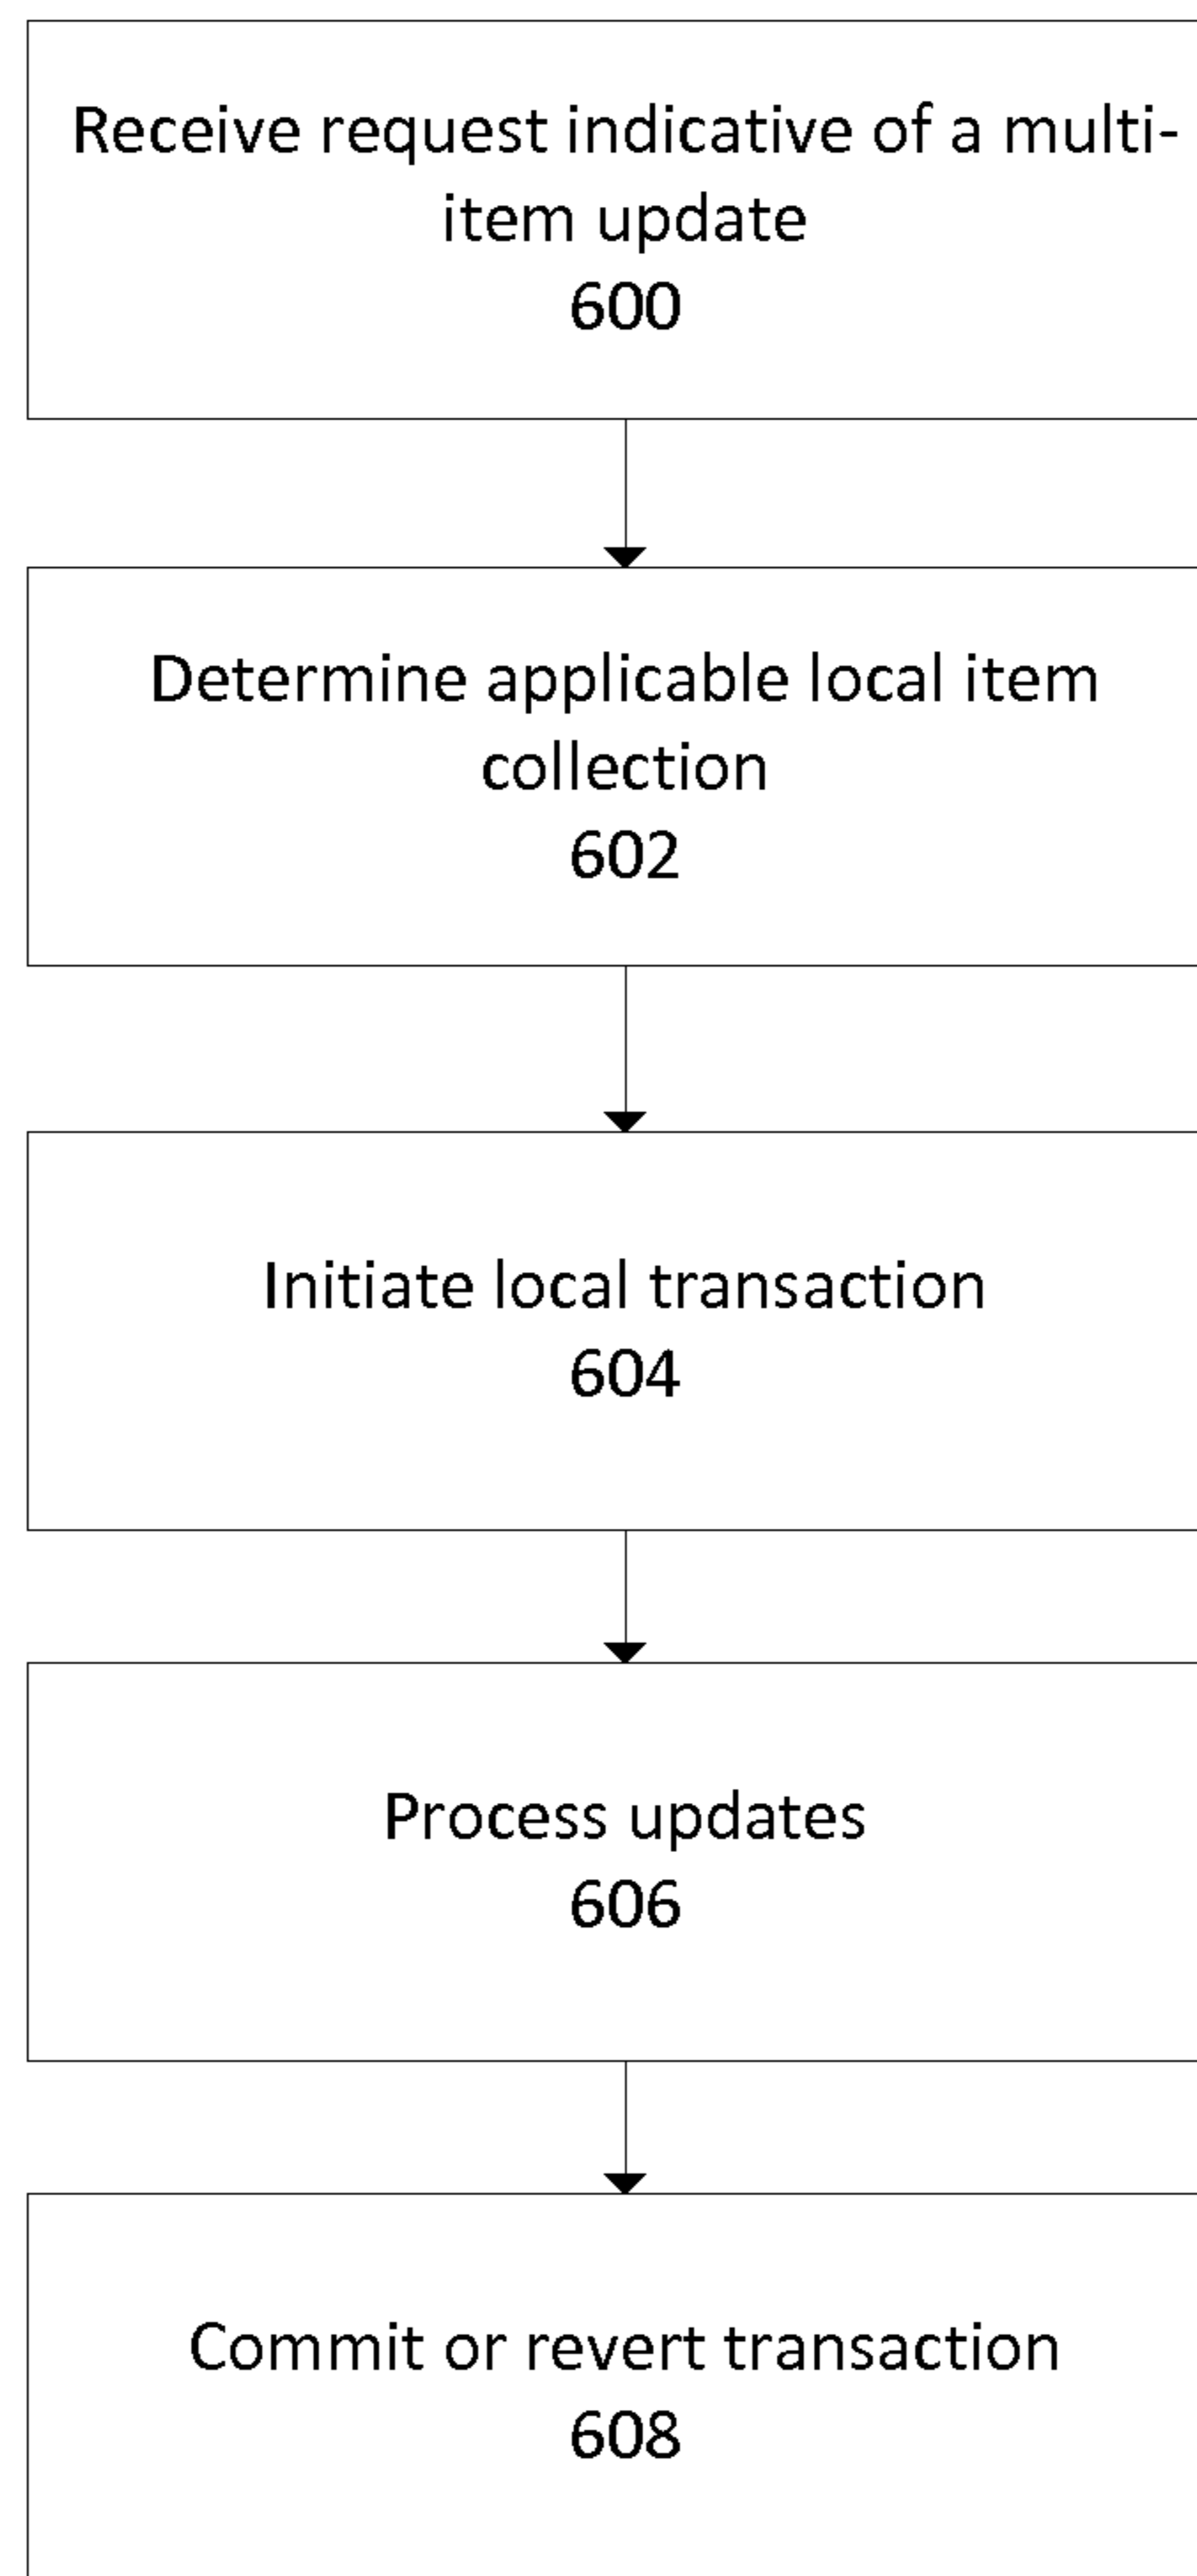 Receive request indicative of a multi-
item update
600
Determine applicable local item
collection
602
Initiate local transaction
604
Process updates
606
Commit or revert transaction
608